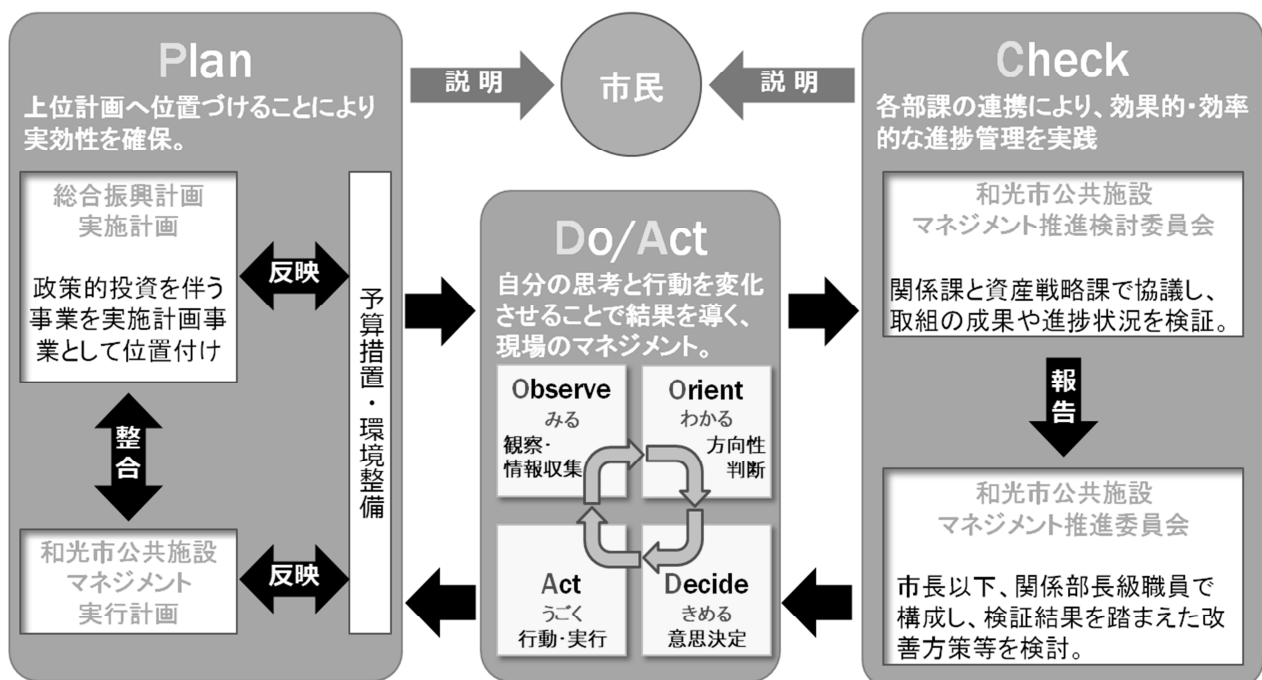 Plan
上位計画へ位置づけることにより
実効性を確保。
総合振興計画
実施計画
政策的投資を伴う
事業を実施計画事
業として位置付け
反映
整合
和光市公共施設
マネジメント
実行計画
反映
予算措置・環境整備
説明
市民
説明
Do/Act
自分の思考と行動を変化
させることで結果を導く、
現場のマネジメント。
Observe
みる
観察・
情報収集
Orient
わかる
方向性
判断
Act
うごく
行動・実行
Decide
きめる
意思決定
Check
各部課の連携により、効果的・効率
的な進捗管理を実践
和光市公共施設
マネジメント推進検討委員会
関係課と資産戦略課で協議し、
取組の成果や進捗状況を検証。
報告
和光市公共施設
マネジメント推進委員会
市長以下、関係部長級職員で
構成し、検証結果を踏まえた改
善方策等を検討。